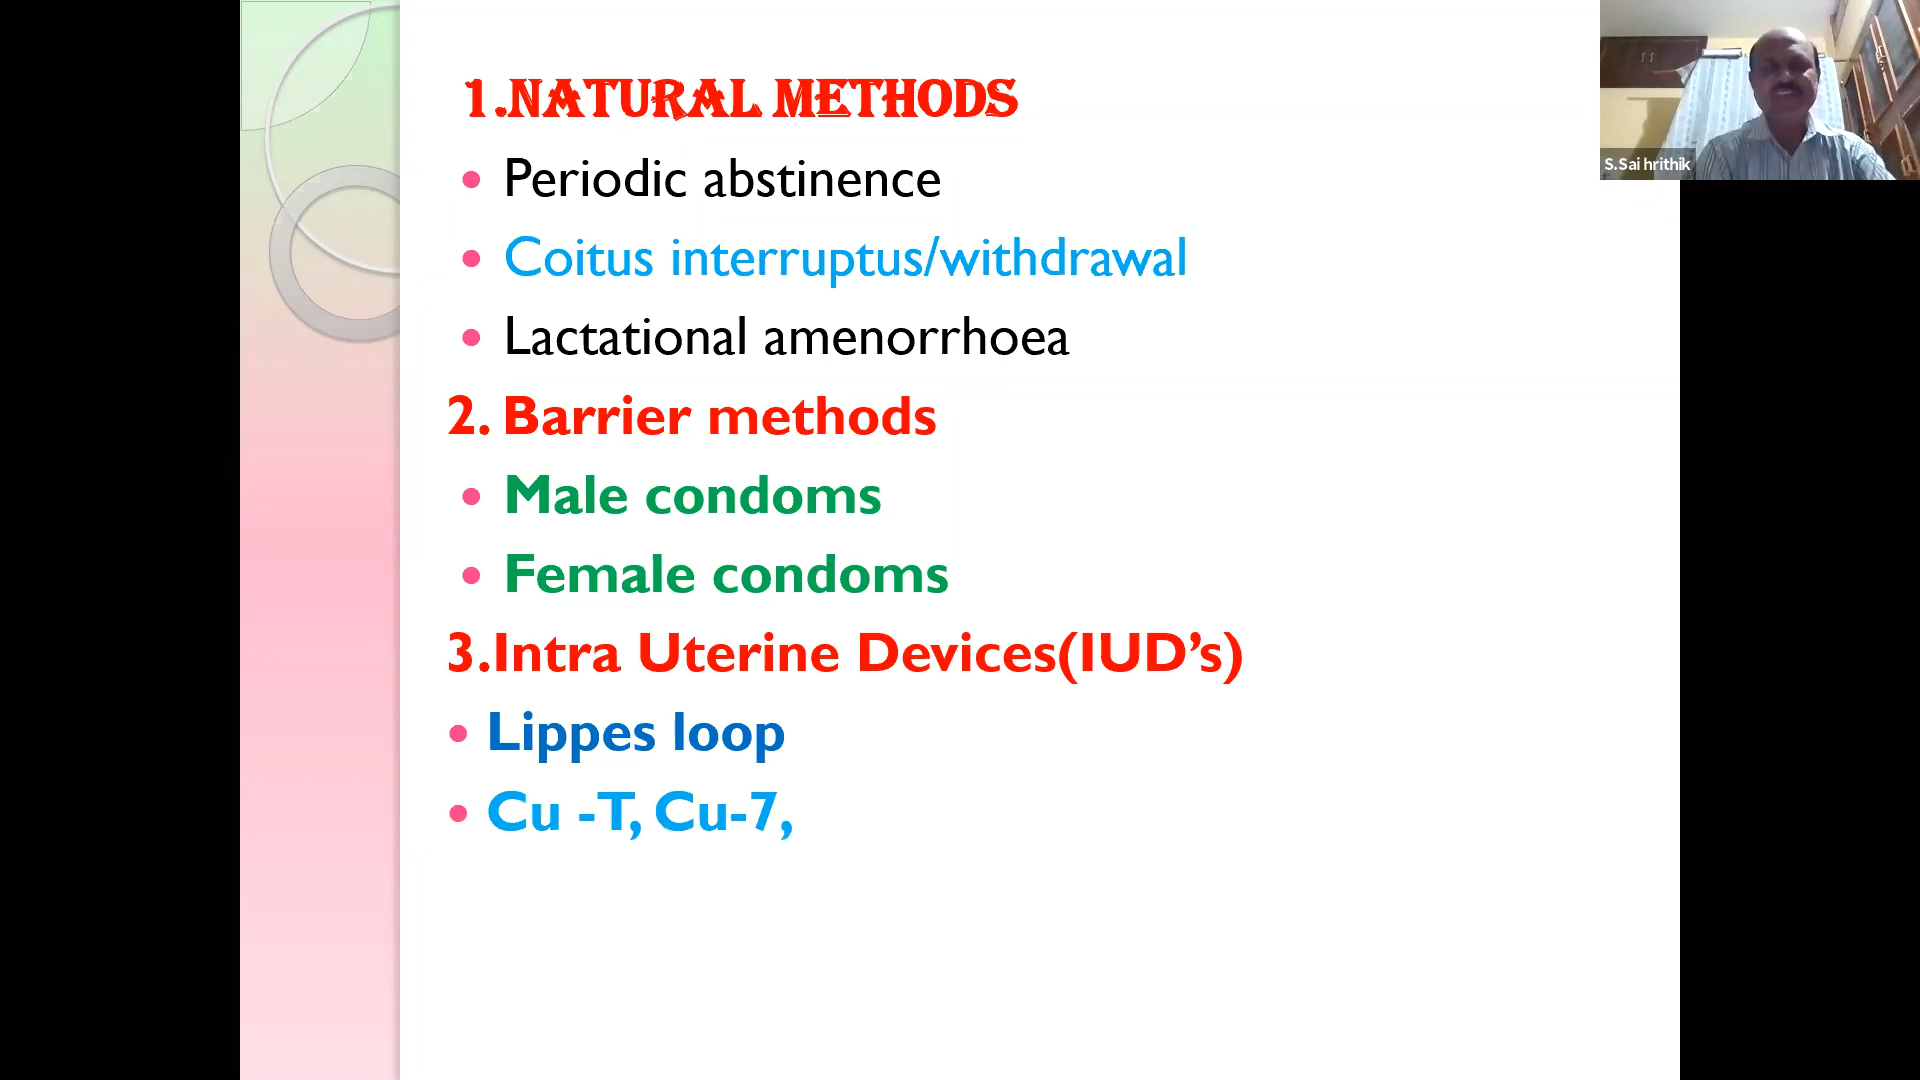 1.NATURAL METHODS
• Periodic abstinence
• Coitus interruptus/withdrawal
• Lactational amenorrhoea
2. Barrier methods
• Male condoms
• Female condoms
3.Intra Uterine Devices(IUD’s)
• Lippes loop
• Cu -T, Cu-7,
S.Sai hrithik